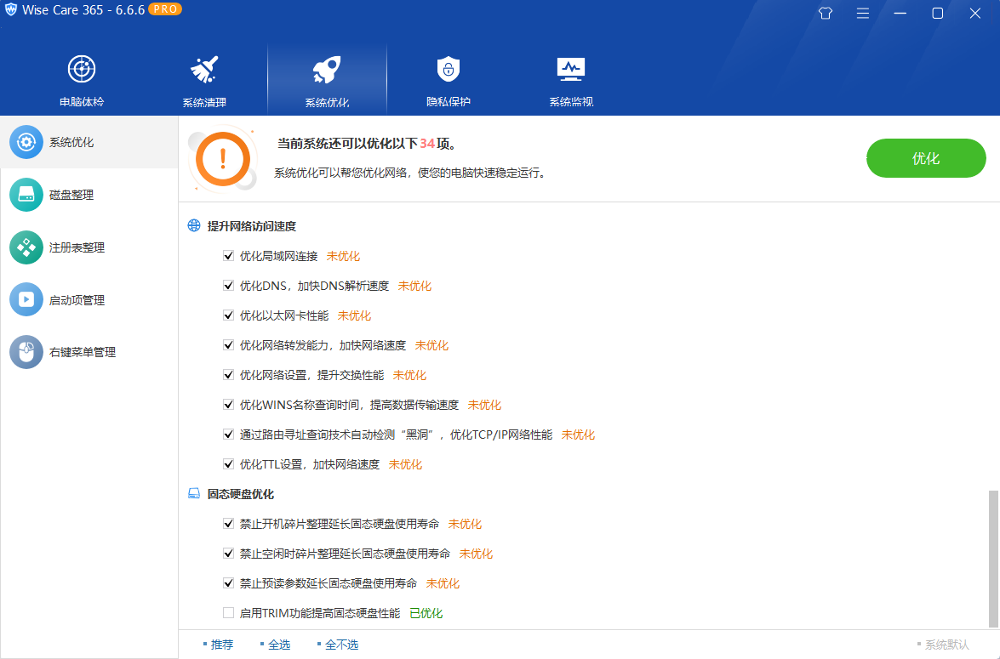 Wise Care 365 - 6.6.6 PRO
电脑体检
系统清理
系统优化
隐私保护
系统监视
系统优化
磁盘整理
注册表整理
启动项管理
右键菜单管理
当前系统还可以优化以下34项。
系统优化可以帮您优化网络，使您的电脑快速稳定运行。
优化
提升网络访问速度
优化局域网连接 未优化
优化DNS，加快DNS解析速度 未优化
优化以太网卡性能 未优化
优化网络转发能力，加快网络速度 未优化
优化网络设置，提升交换性能 未优化
优化WINS名称查询时间，提高数据传输速度 未优化
通过路由寻址查询技术自动检测“黑洞”，优化TCP/IP网络性能 未优化
优化TTL设置，加快网络速度 未优化
固态硬盘优化
禁止开机碎片整理延长固态硬盘使用寿命 未优化
禁止空闲时碎片整理延长固态硬盘使用寿命 未优化
禁止预读参数延长固态硬盘使用寿命 未优化
启用TRIM功能提高固态硬盘性能 已优化
推荐
全选
全不选
系统默认